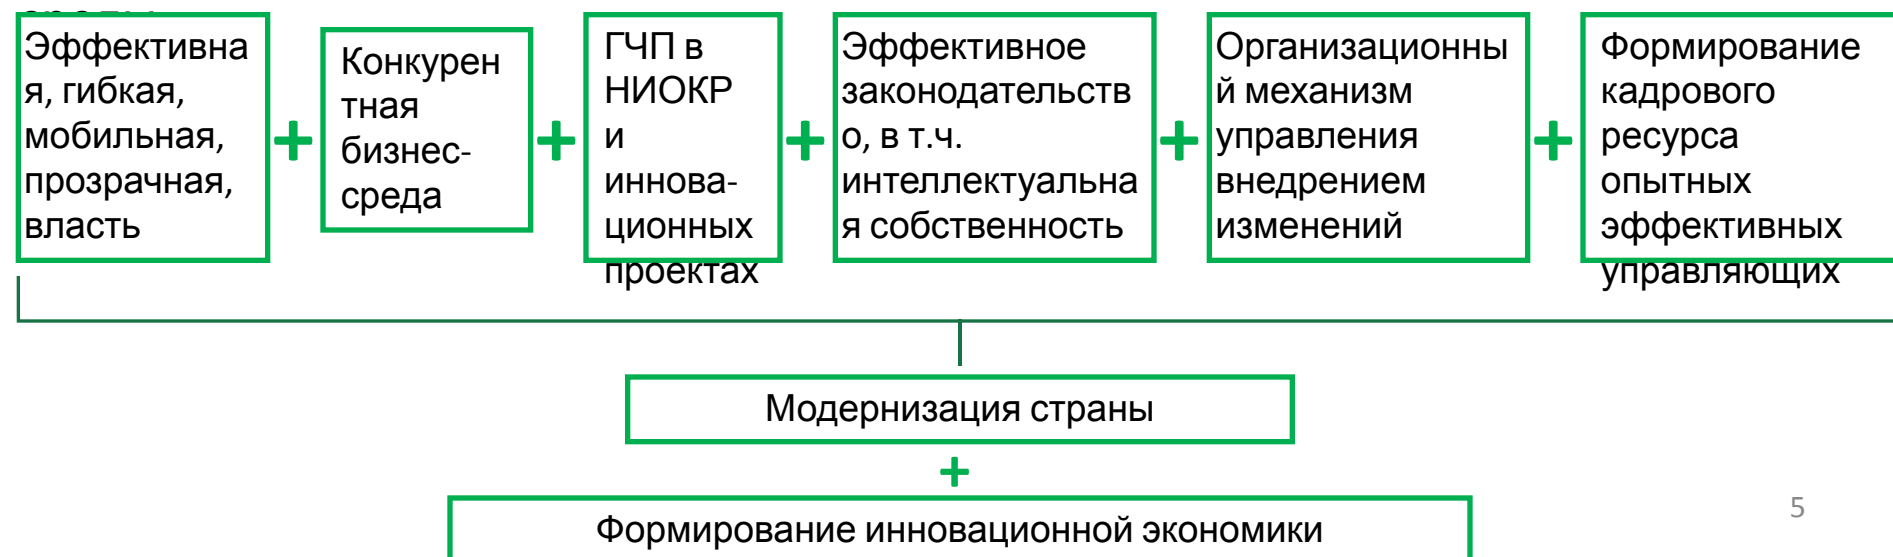 Эффективна
я, гибкая,
мобильная,
прозрачная,
власть
+
Конкурен
тная
бизнес-
среда
+
ГЧП в
НИОКР
и
иннова-
ционных
проектах
+
Эффективное
законодательств
о, в т.ч.
интеллектуальна
я собственность
+
Организационны
й механизм
управления
внедрением
изменений
+
Формирование
кадрового
ресурса
опытных
эффективных
управляющих
Модернизация страны
+
Формирование инновационной экономики
5